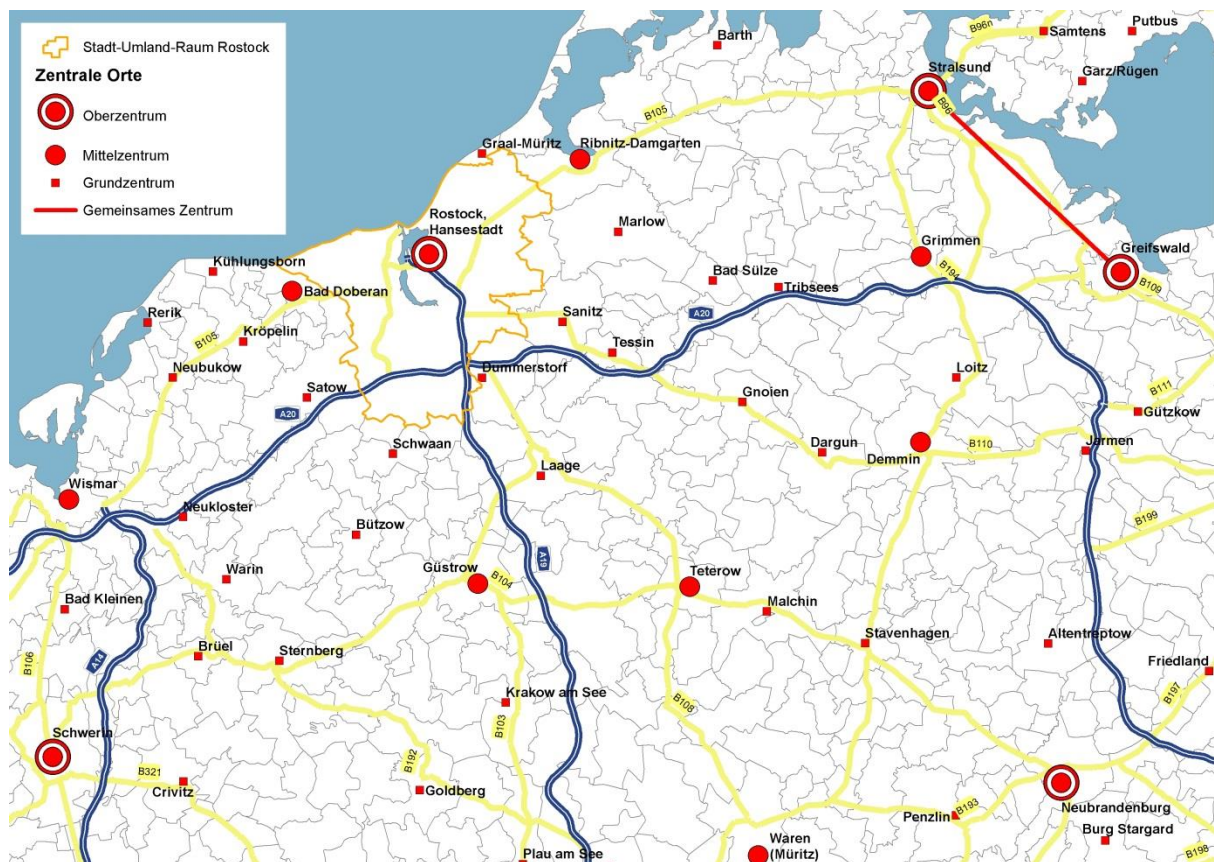 Stadt-Umland-Raum Rostock
Zentrale Orte
Oberzentrum
Mittelzentrum
Grundzentrum
Gemeinsames Zentrum
Barth
B96n
Samtens
Putbus
Stralsund
Garz/Rügen
B96
B105
Graal-Müritz
Ribnitz-Damgarten
Rostock,
Hansestadt
Marlow
Grimmen
Greifswald
Kühlungsborn
Bad Doberan
Bad Sülze
Tribsees
B194
B109
Rerik
Kröpelin
B105
Sanitz
A20
Tessin
Neubukow
Satow
A20
Dummerstorf
Gnoien
Loitz
B111
Gützkow
Schwaan
Dargun
Demmin
B110
Jarmen
Laage
Wismar
Neukloster
Bützow
B199
A19
Warin
Güstrow
B104
Teterow
Malchin
Bad Kleinen
Brüel
Sternberg
Stavenhagen
Altentreptow
B106
A14
Friedland
B197
Krakow am See
B103
B108
Schwerin
B192
B321
Crivitz
Goldberg
Neubrandenburg
B193
Penzlin
Burg Stargard
Waren
(Müritz)
B198
Plau am See